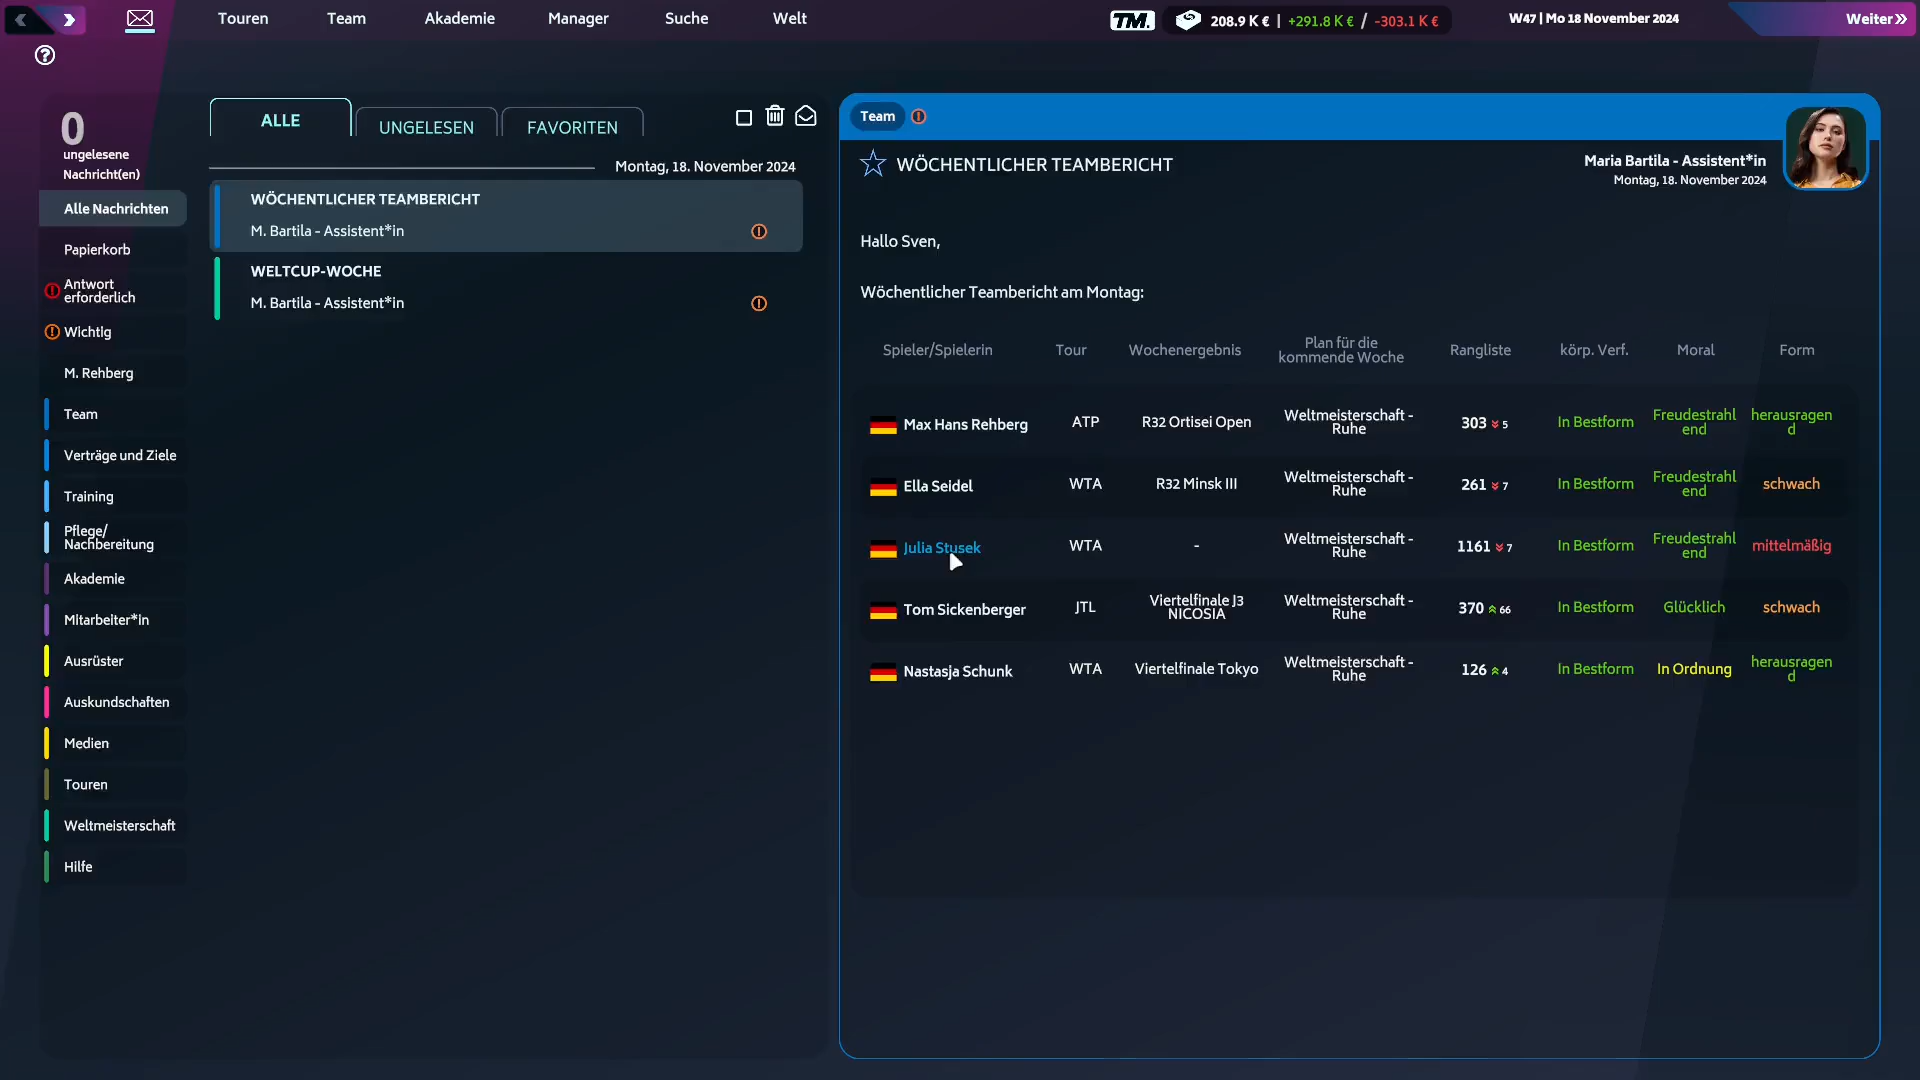 Touren
Team
Akademie
Manager
Suche
Welt
TM.
208.9 K € | +291.8 K € / -303.1 K €
W47 | Mo 18 November 2024
Weiter
0
ungelesene
Nachricht(en)
Alle Nachrichten
Papierkorb
Antwort
erforderlich
Wichtig
M. Rehberg
Team
Verträge und Ziele
Training
Pflege/
Nachbereitung
Akademie
Mitarbeiter*in
Ausrüster
Auskundschaften
Medien
Touren
Weltmeisterschaft
Hilfe
ALLE
UNGELESEN
FAVORITEN
Montag, 18. November 2024
WÖCHENTLICHER TEAMBERICHT
M. Bartila - Assistent*in
WELTCUP-WOCHE
M. Bartila - Assistent*in
Team
WÖCHENTLICHER TEAMBERICHT
Maria Bartila - Assistent*in
Montag, 18. November 2024
Hallo Sven,
Wöchentlicher Teambericht am Montag:
Spieler/Spielerin
Tour
Wochenergebnis
Plan für die
kommende Woche
Rangliste
körp. Verf.
Moral
Form
Max Hans Rehberg
ATP
R32 Ortisei Open
Weltmeisterschaft -
Ruhe
303 5
In Bestform
Freudestrahl
end
herausragen
d
Ella Seidel
WTA
R32 Minsk III
Weltmeisterschaft -
Ruhe
261 7
In Bestform
Freudestrahl
end
schwach
Julia Stusek
WTA
-
Weltmeisterschaft -
Ruhe
1161 7
In Bestform
Freudestrahl
end
mittelmäßig
Tom Sickenberger
JTL
Viertelfinale J3
NICOSIA
Weltmeisterschaft -
Ruhe
370 66
In Bestform
Glücklich
schwach
Nastasja Schunk
WTA
Viertelfinale Tokyo
Weltmeisterschaft -
Ruhe
126 4
In Bestform
In Ordnung
herausragen
d